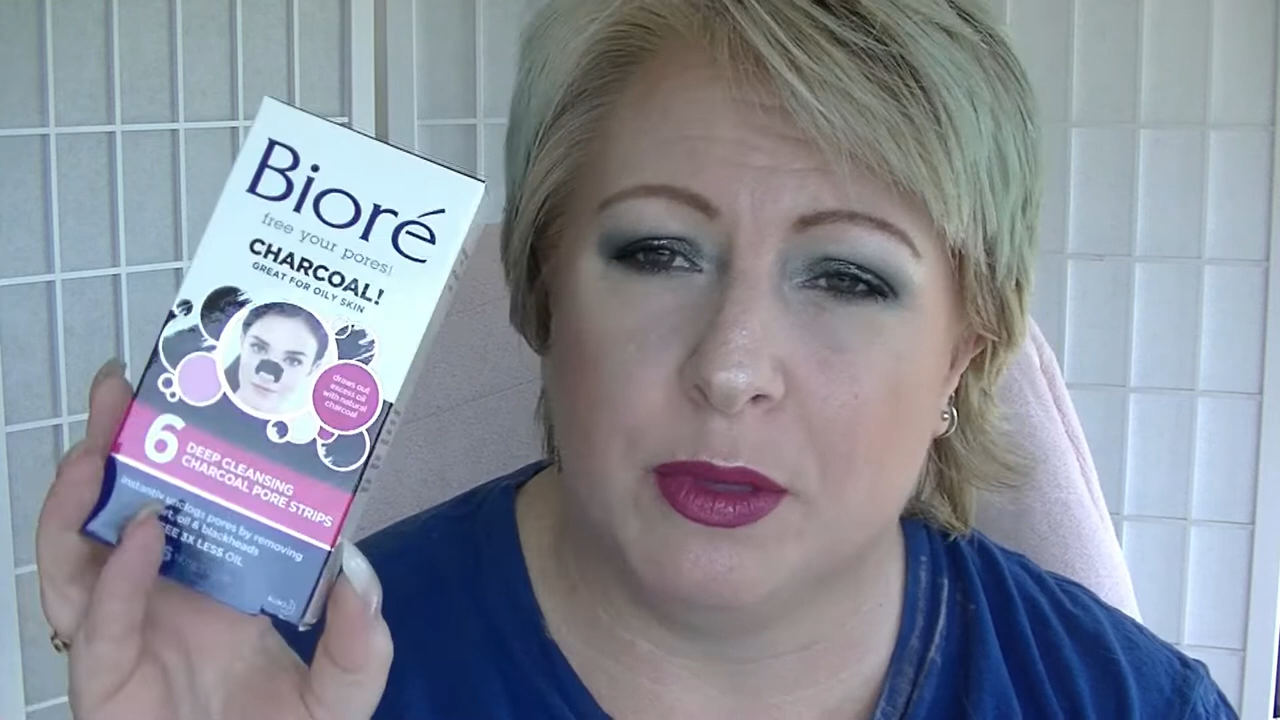 Bioré
free your pores!
CHARCOAL!
GREAT FOR OILY SKIN
draws out
excess oil
with natural
charcoal
6
DEEP CLEANSING
CHARCOAL PORE STRIPS
instantly unclogs pores by removing
oil & blackheads
3X LESS OIL
6